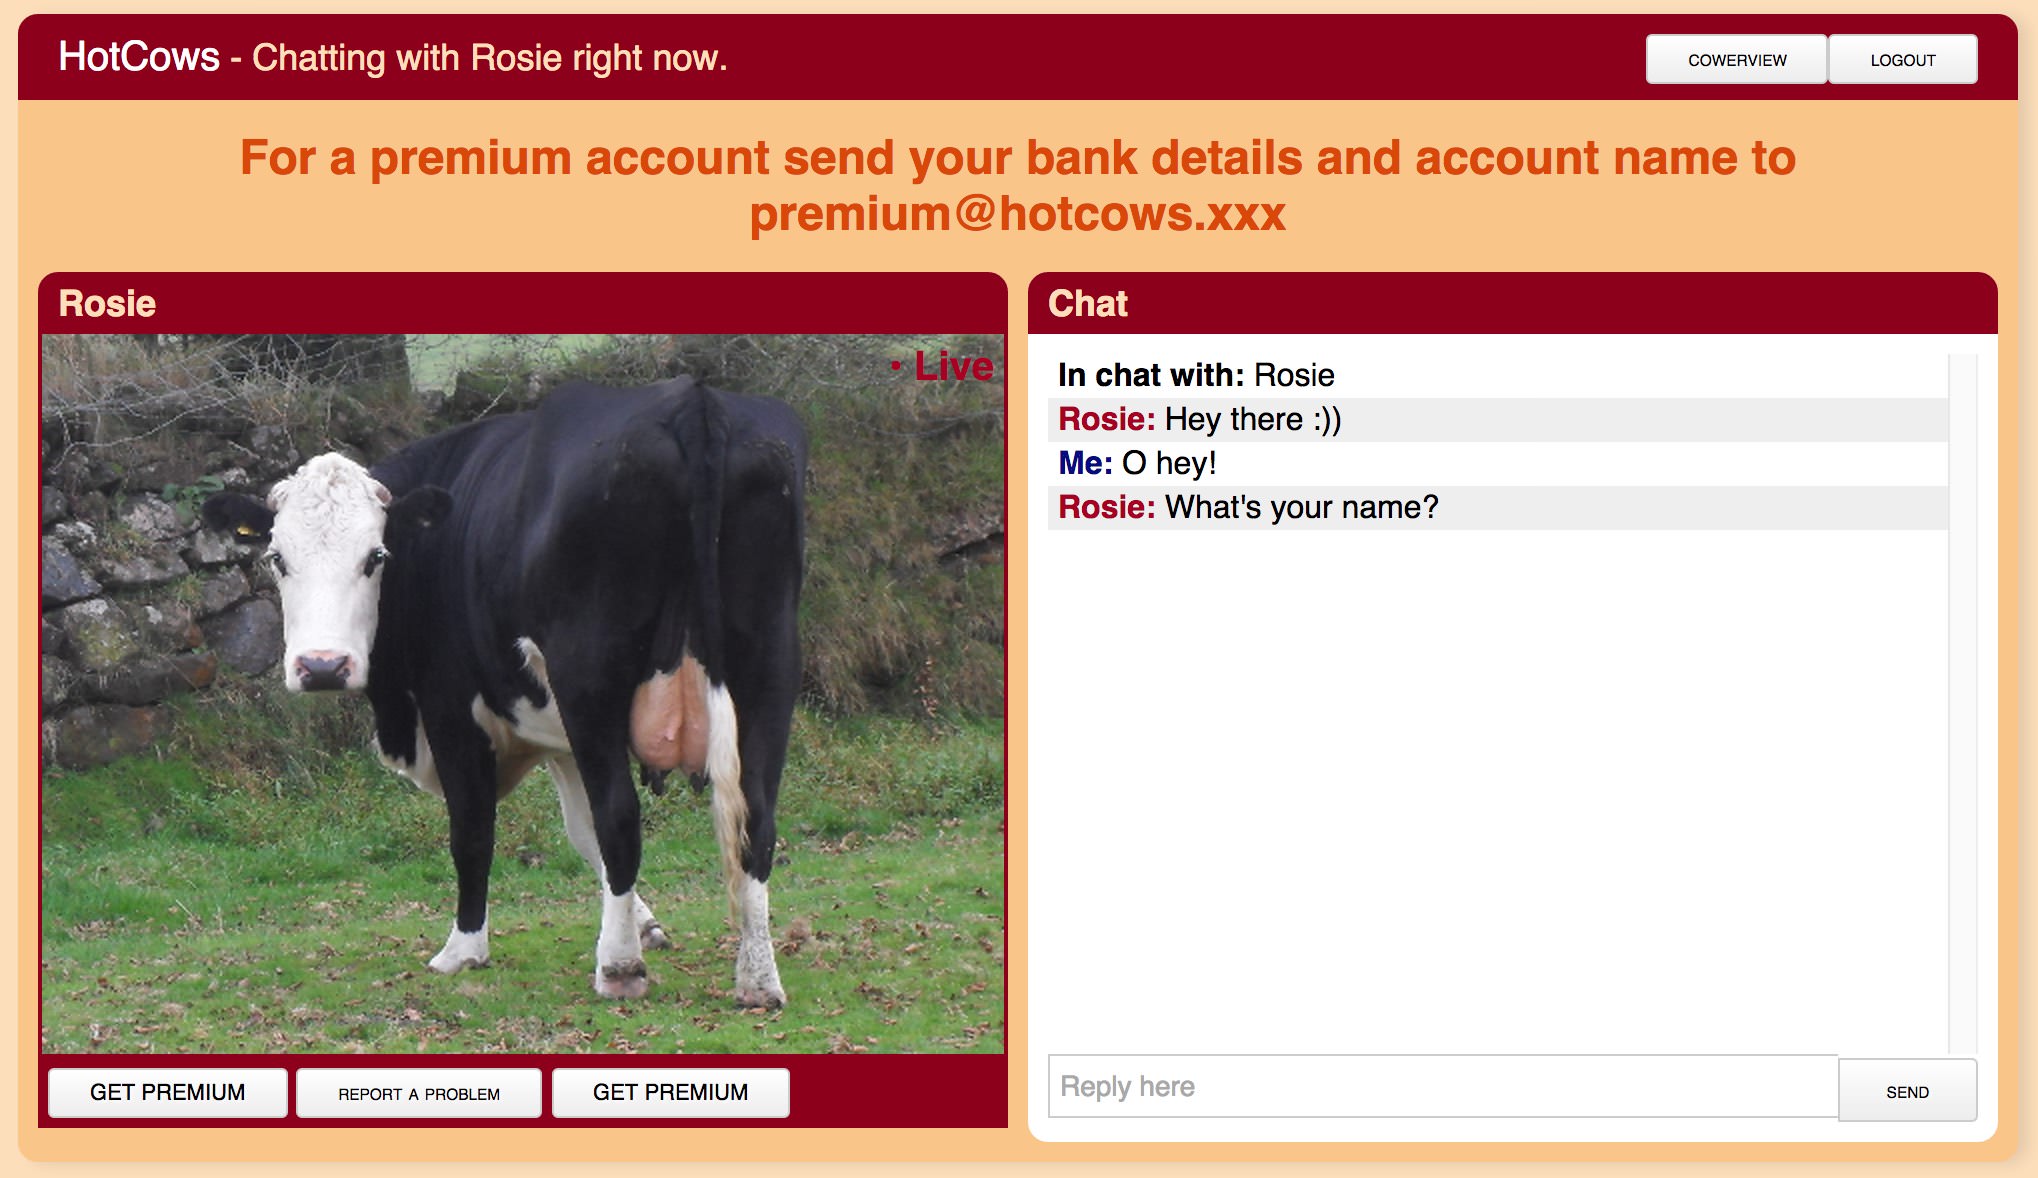 HotCows - Chatting with Rosie right now.
COWERVIEW
LOGOUT
For a premium account send your bank details and account name to
premium@hotcows.xxx
Rosie
• Live
GET PREMIUM
REPORT A PROBLEM
GET PREMIUM
Chat
In chat with: Rosie
Rosie: Hey there :))
Me: O hey!
Rosie: What's your name?
Reply here
SEND